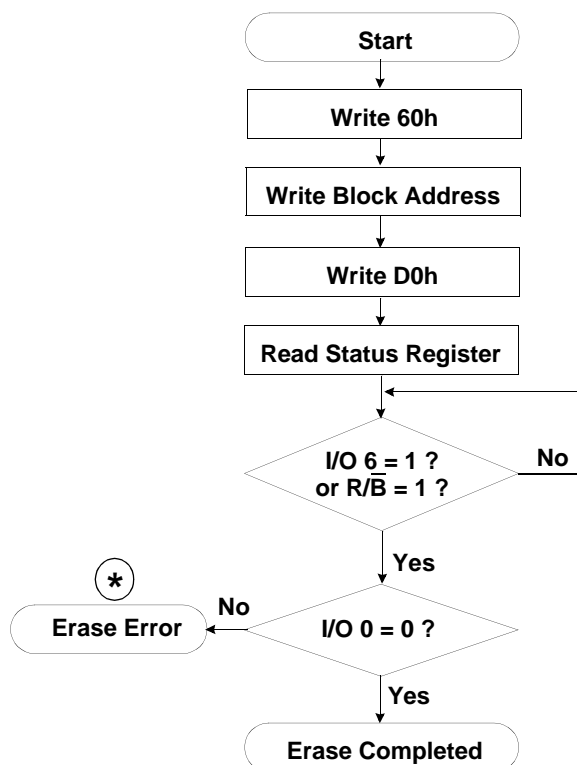 Start
Write 60h
Write Block Address
Write D0h
Read Status Register
I/O 6 = 1 ?
or R/B̅ = 1 ?
No
Yes
*
No
Erase Error
I/O 0 = 0 ?
Yes
Erase Completed